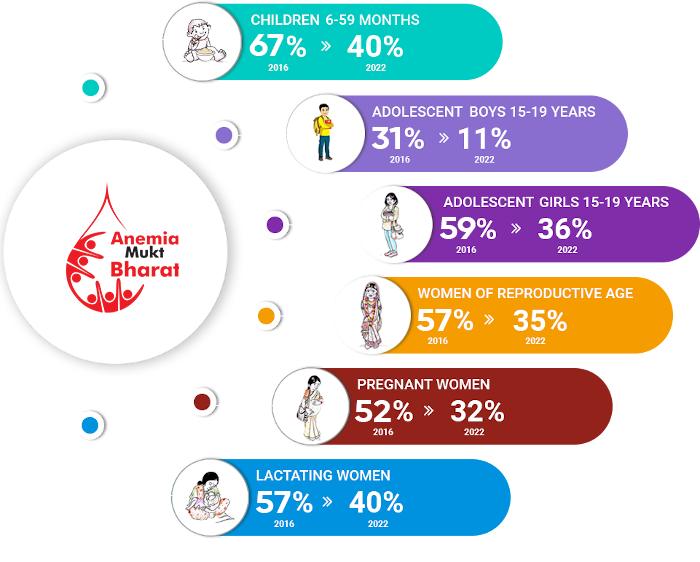 CHILDREN 6-59 MONTHS
67% » 40%
2016 2022
ADOLESCENT BOYS 15-19 YEARS
31% » 11%
2016 2022
ADOLESCENT GIRLS 15-19 YEARS
59% » 36%
2016 2022
Anemia
Mukt
Bharat
WOMEN OF REPRODUCTIVE AGE
57% » 35%
2016 2022
PREGNANT WOMEN
52% » 32%
2016 2022
LACTATING WOMEN
57% » 40%
2016 2022